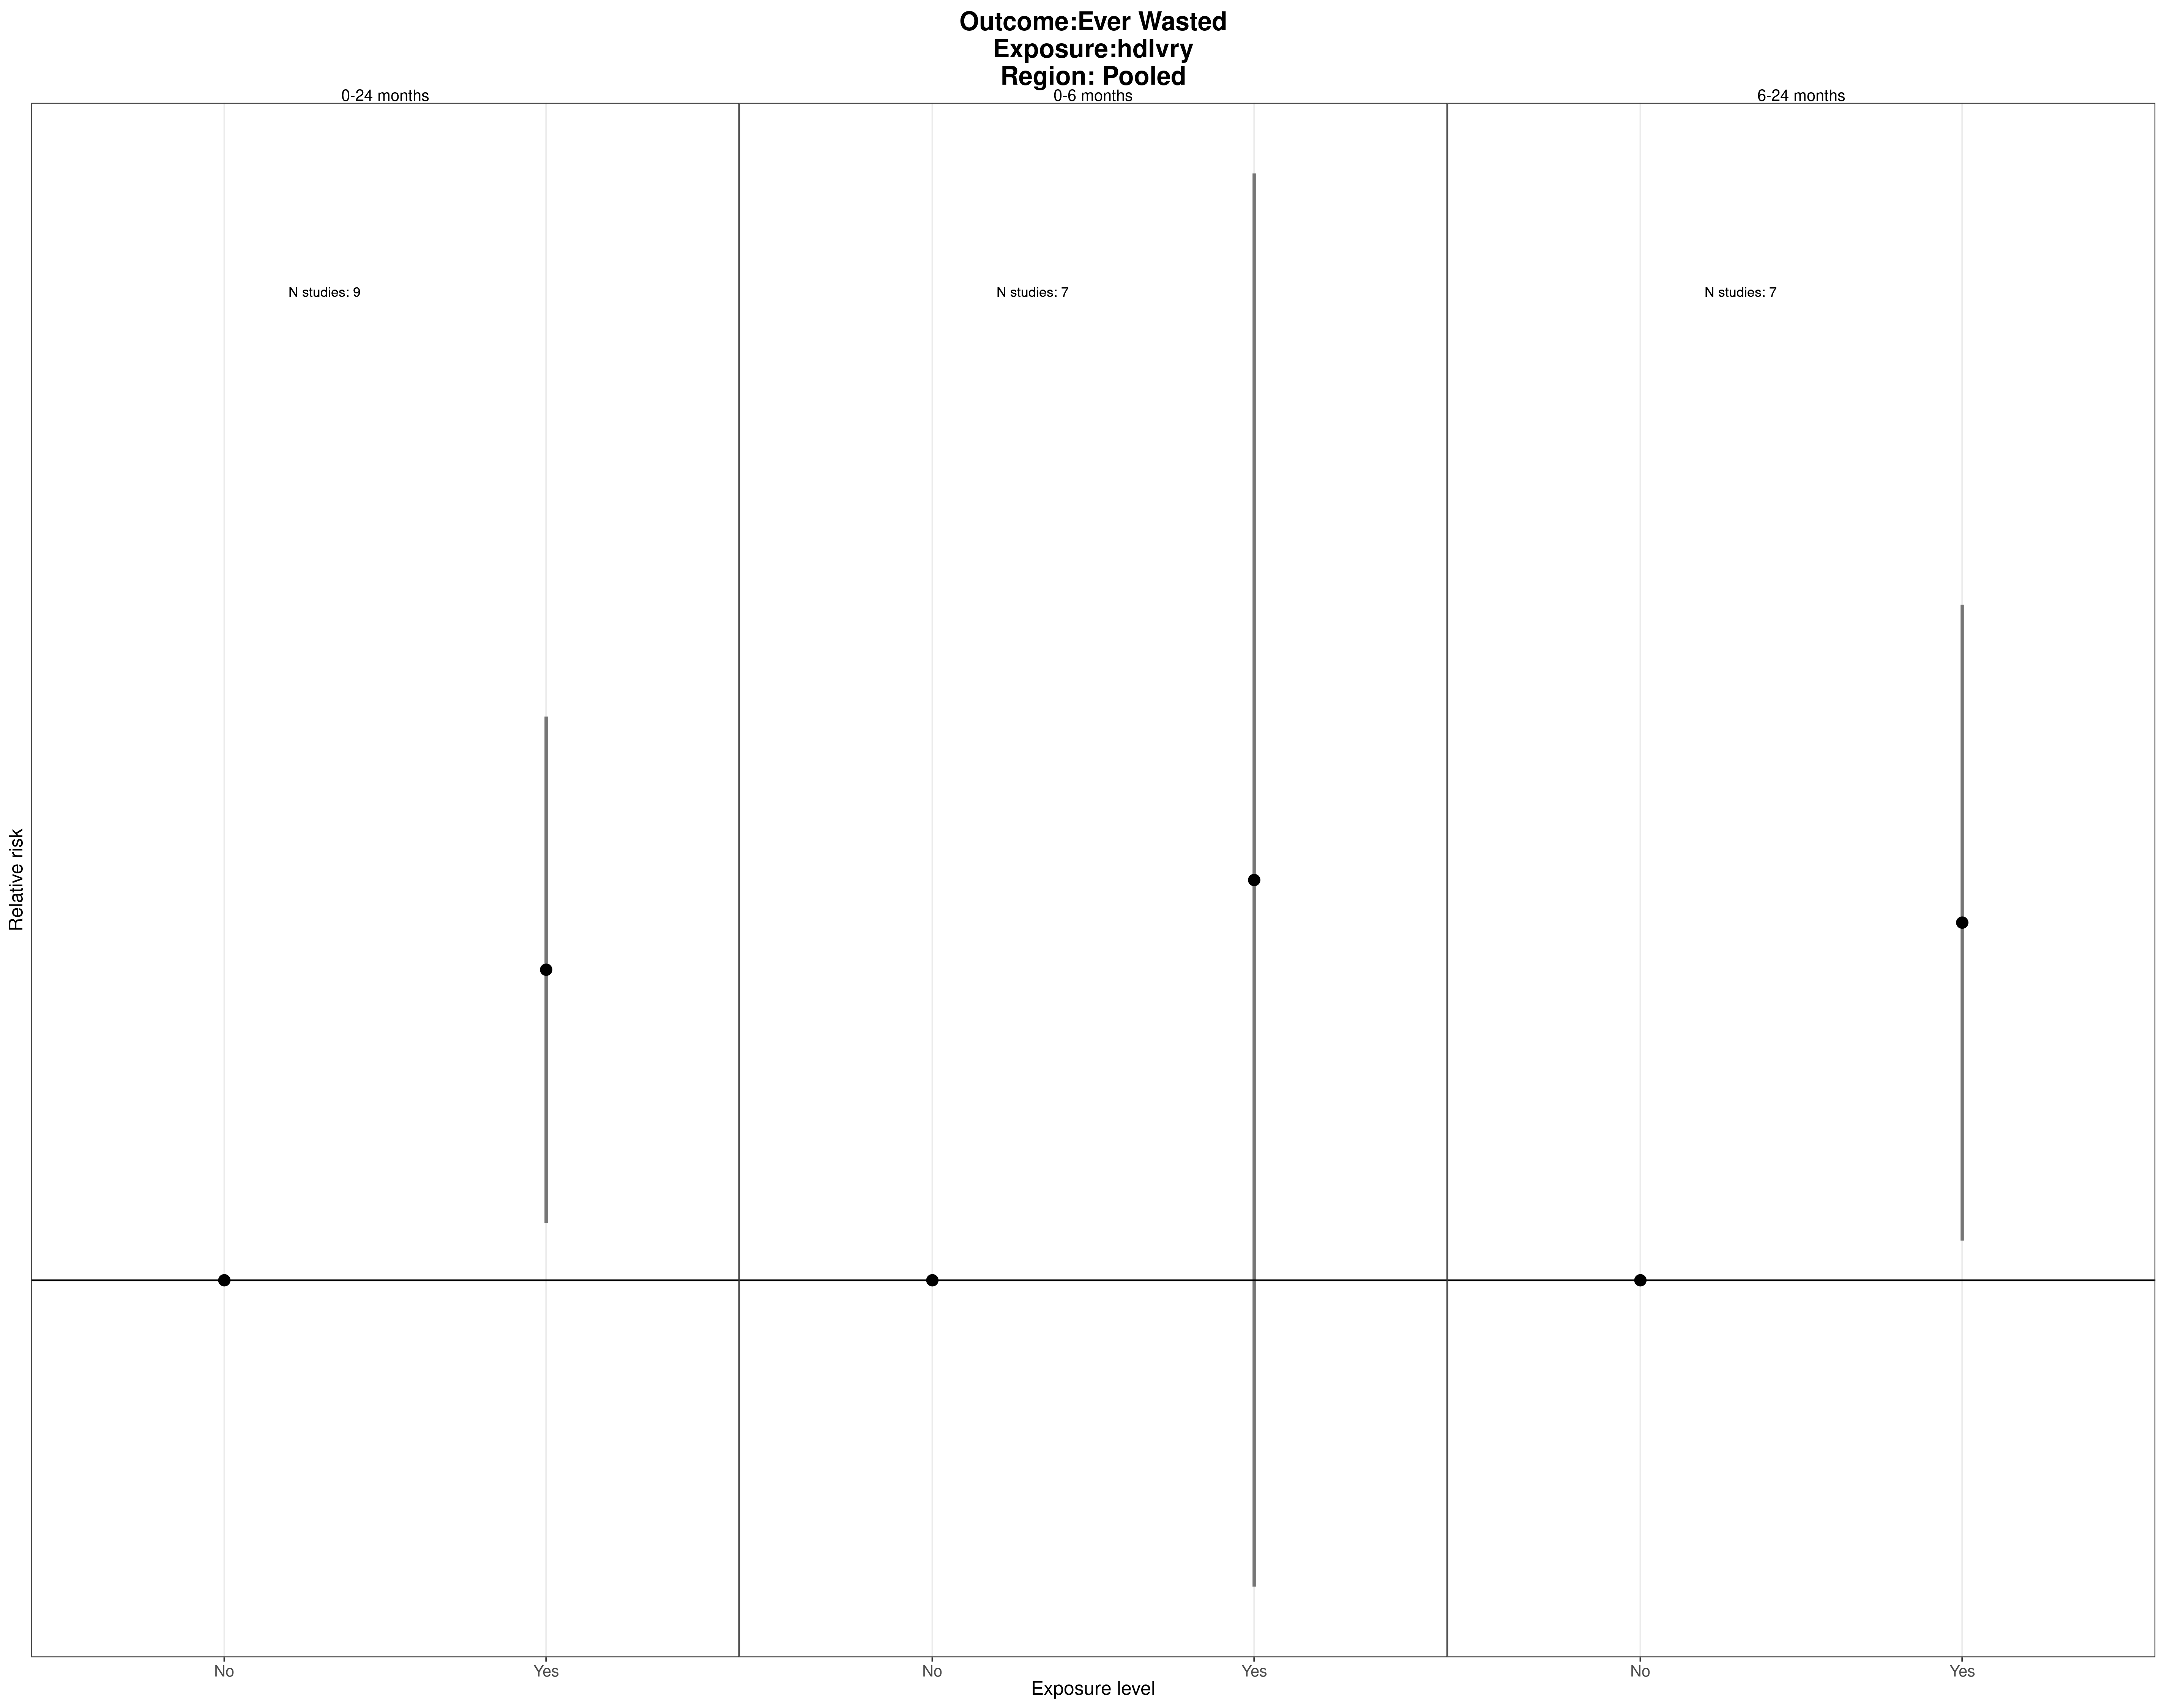 Outcome:Ever Wasted
Exposure:hdlvry
Region: Pooled
0-24 months
0-6 months
6-24 months
N studies: 9
N studies: 7
N studies: 7
Relative risk
No
Yes
No
Yes
No
Yes
Exposure level